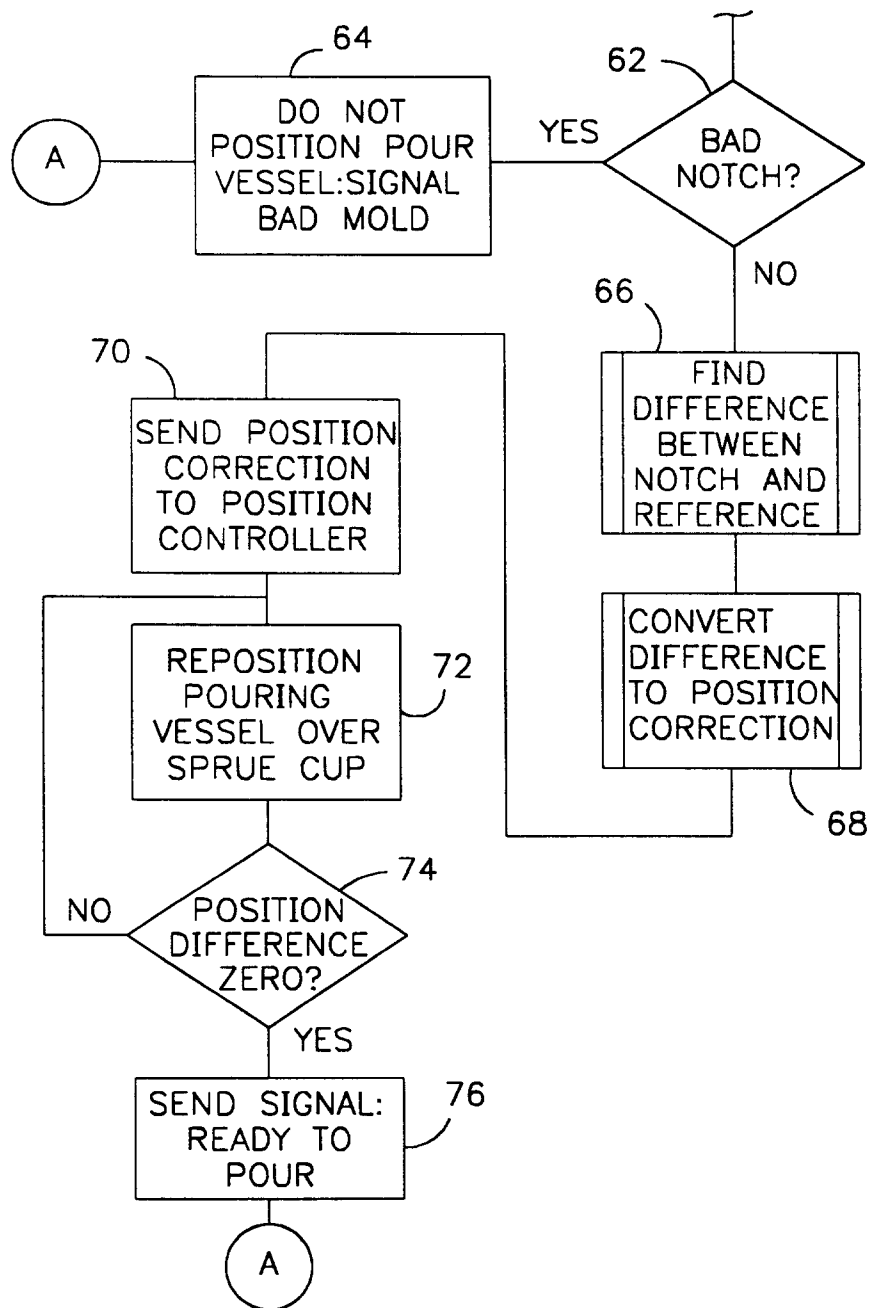 64
DO NOT
POSITION POUR
VESSEL:SIGNAL
BAD MOLD
A
YES
62
BAD
NOTCH?
NO
66
FIND
DIFFERENCE
BETWEEN
NOTCH AND
REFERENCE
68
CONVERT
DIFFERENCE
TO POSITION
CORRECTION
70
SEND POSITION
CORRECTION
TO POSITION
CONTROLLER
72
REPOSITION
POURING
VESSEL OVER
SPRUE CUP
74
NO
POSITION
DIFFERENCE
ZERO?
YES
76
SEND SIGNAL:
READY TO
POUR
A